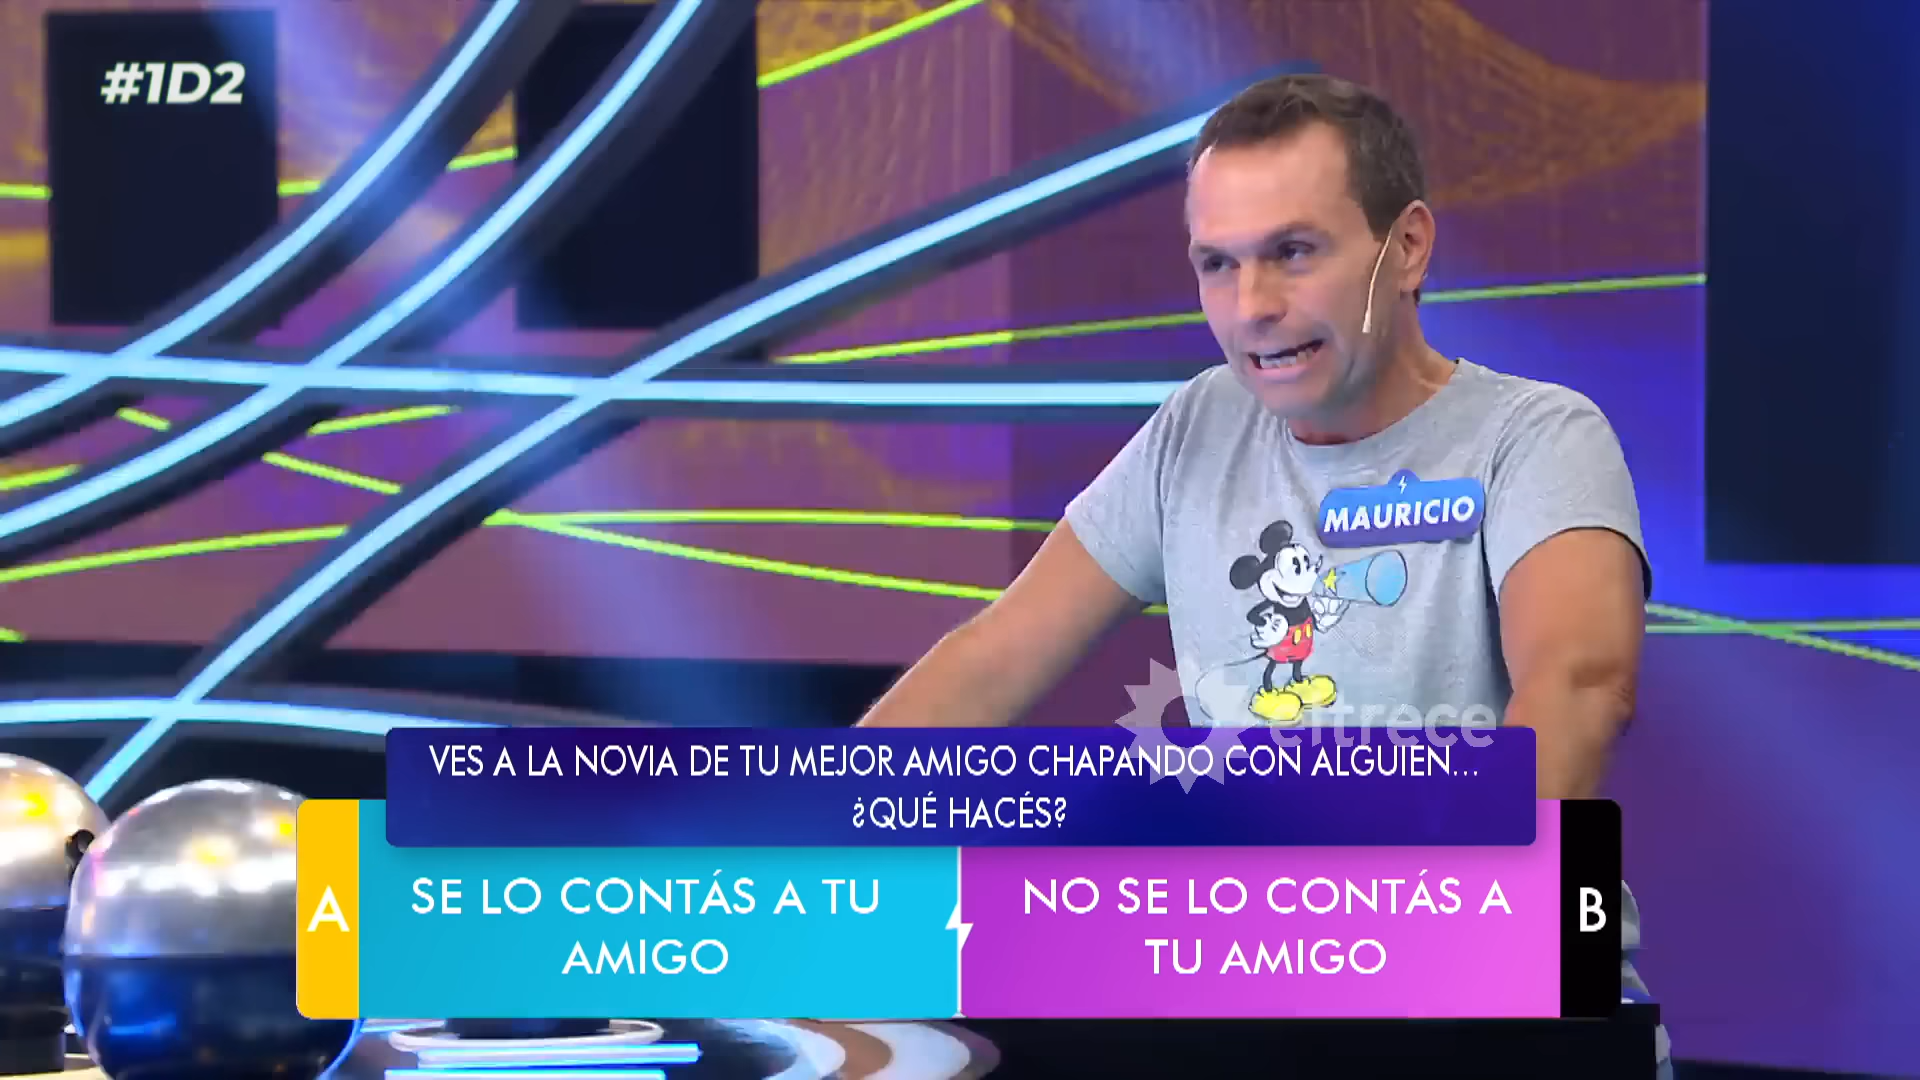 #1D2
MAURICIO
eltrece
VES A LA NOVIA DE TU MEJOR AMIGO CHAPANDO CON ALGUIEN...
¿QUÉ HACÉS?
A
SE LO CONTÁS A TU
AMIGO
NO SE LO CONTÁS A
TU AMIGO
B